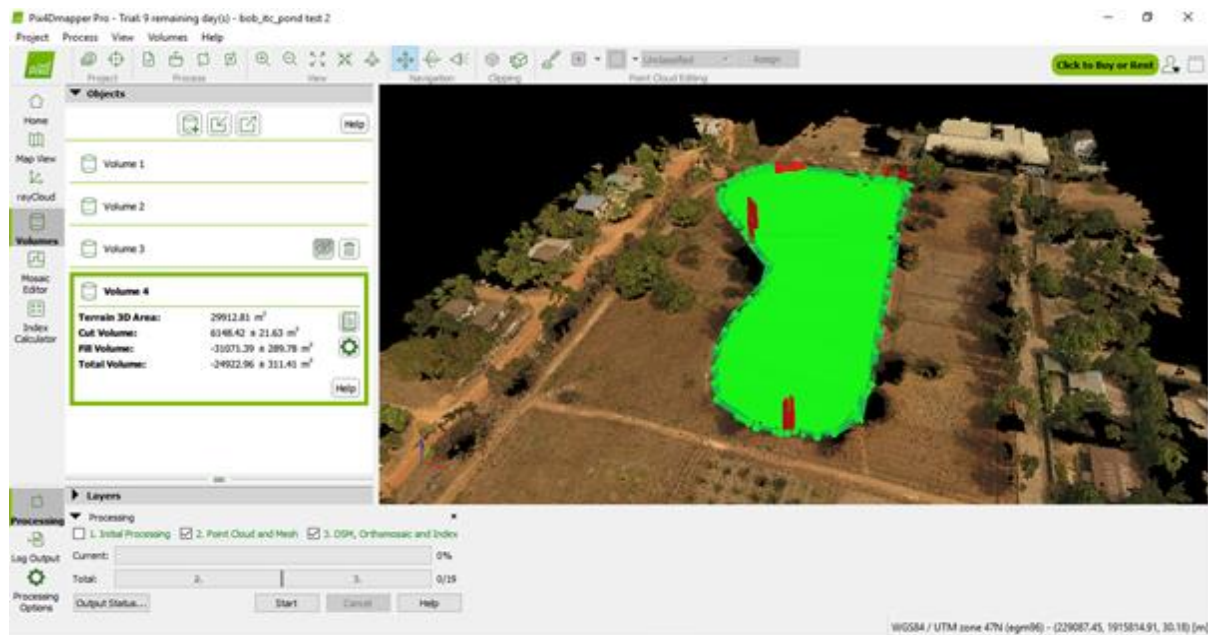 Pix4Dmapper Pro - Trial: 9 remaining day(s) - bob_itc_pond test 2
Project Process View Volumes Help
Click to Buy or Rent
Project Process View Navigation Clipping Point Cloud Editing
Unclassified Assign
Objects
Home
Help
Map View
Volume 1
rayCloud
Volume 2
Volumes
Volume 3
Mosaic Editor
Volume 4
Index Calculator
Terrain 3D Area: 29912.81 m²
Cut Volume: 6148.42 ± 21.63 m³
Fill Volume: -31071.39 ± 289.78 m³
Total Volume: -24922.96 ± 311.41 m³
Help
Layers
Processing
Processing
1. Initial Processing 2. Point Cloud and Mesh 3. DSM, Orthomosaic and Index
Log Output
Current: 0%
Total: 2. 3. 0/19
Processing Options
Output Status... Start Cancel Help
WGS84 / UTM zone 47N (egm96) - (229087.45, 1915814.91, 30.18) [m]